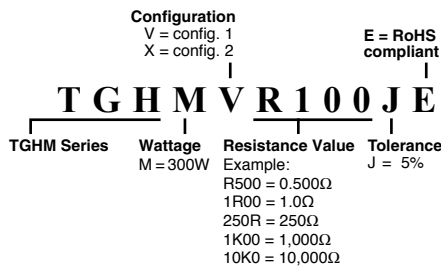 Configuration
V = config. 1
X = config. 2
E = RoHS
compliant
T G H M V R 1 0 0 J E
TGHM Series
Wattage
M = 300W
Resistance Value
Example:
R500 = 0.500Ω
1R00 = 1.0Ω
250R = 250Ω
1K00 = 1,000Ω
10K0 = 10,000Ω
Tolerance
J = 5%